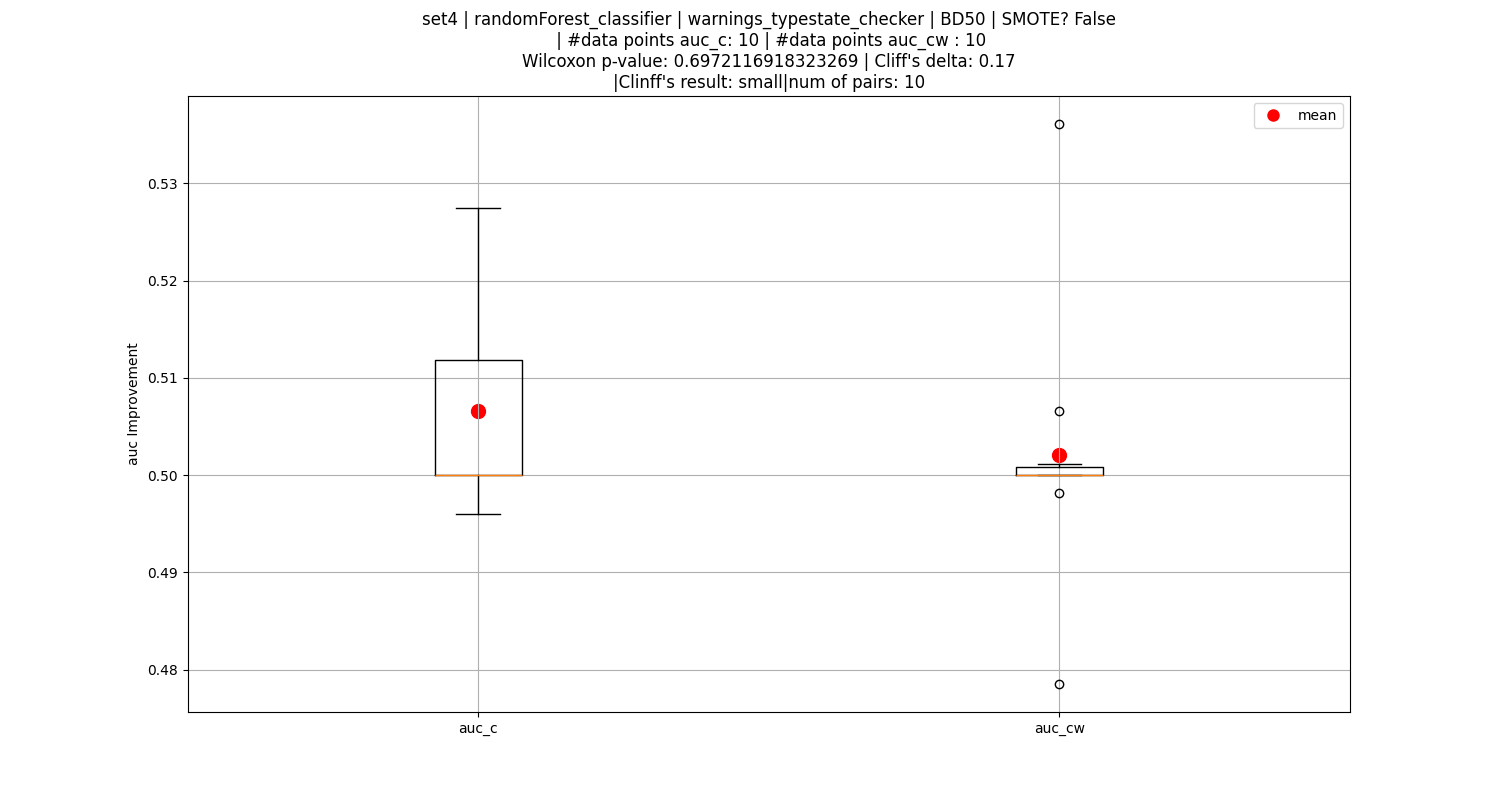 set4 | randomForest_classifier | warnings_typestate_checker | BD50 | SMOTE? False
| #data points auc_c: 10 | #data points auc_cw : 10
Wilcoxon p-value: 0.6972116918323269 | Cliff's delta: 0.17
|Clinff's result: small|num of pairs: 10
mean
0.53
0.52
0.51
0.50
0.49
0.48
auc Improvement
auc_c
auc_cw